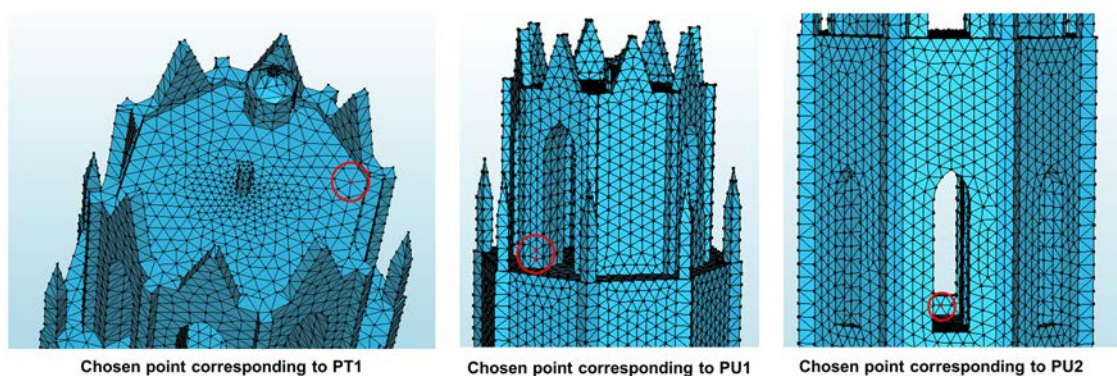 Chosen point corresponding to PT1
Chosen point corresponding to PU1
Chosen point corresponding to PU2